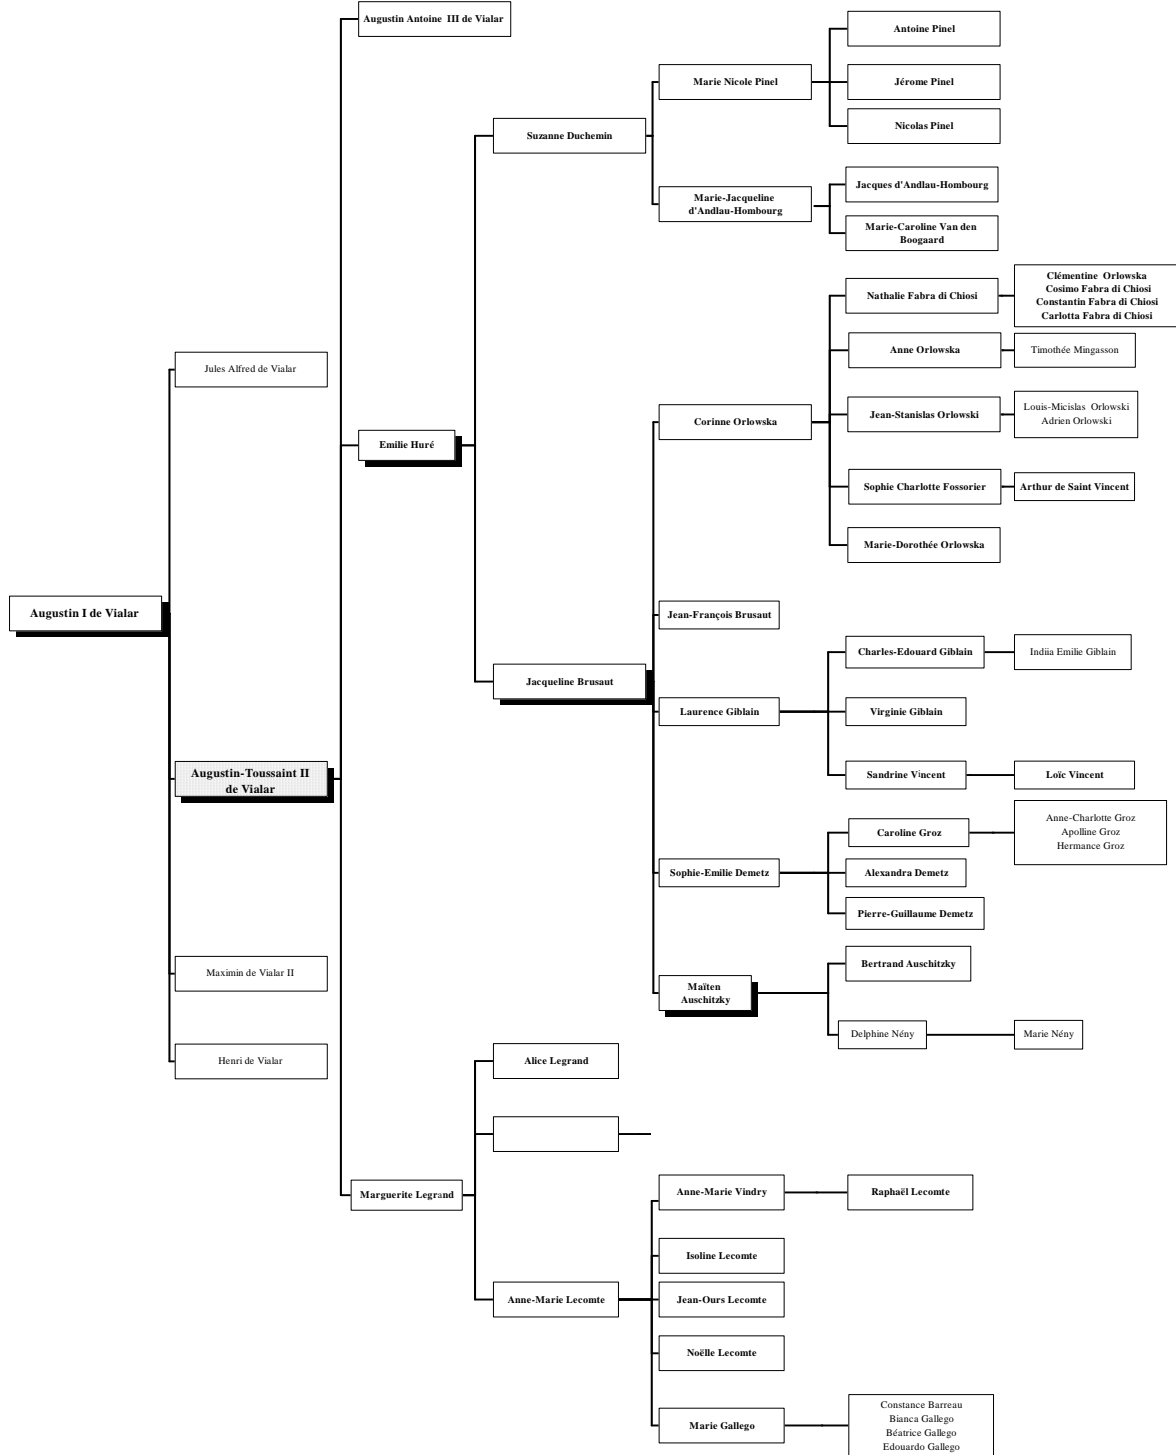 Augustin Antoine  III de Vialar
Antoine Pinel
Marie Nicole Pinel
Jérome Pinel
Nicolas Pinel
Suzanne Duchemin
Marie-Jacqueline
d'Andlau-Hombourg
Jacques d'Andlau-Hombourg
Marie-Caroline Van den
Boogaard
Nathalie Fabra di Chiosi
Clémentine  Orlowska
Cosimo Fabra di Chiosi
Constantin Fabra di Chiosi
Carlotta Fabra di Chiosi
Anne Orlowska
Timothée Mingasson
Jules Alfred de Vialar
Corinne Orlowska
Jean-Stanislas Orlowski
Louis-Micislas  Orlowski
Adrien Orlowski
Emilie Huré
Sophie Charlotte Fossorier
Arthur de Saint Vincent
Marie-Dorothée Orlowska
Augustin I de Vialar
Jean-François Brusaut
Charles-Edouard Giblain
Indiia Emilie Giblain
Jacqueline Brusaut
Laurence Giblain
Virginie Giblain
Augustin-Toussaint II
de Vialar
Sandrine Vincent
Loïc Vincent
Caroline Groz
Anne-Charlotte Groz
Apolline Groz
Hermance Groz
Sophie-Emilie Demetz
Alexandra Demetz
Pierre-Guillaume Demetz
Maximin de Vialar II
Bertrand Auschitzky
Maïten
Auschitzky
Delphine Nény
Marie Nény
Henri de Vialar
Alice Legrand
Marguerite Legrand
Anne-Marie Vindry
Raphaël Lecomte
Isoline Lecomte
Anne-Marie Lecomte
Jean-Ours Lecomte
Noëlle Lecomte
Marie Gallego
Constance Barreau
Bianca Gallego
Béatrice Gallego
Edouardo Gallego